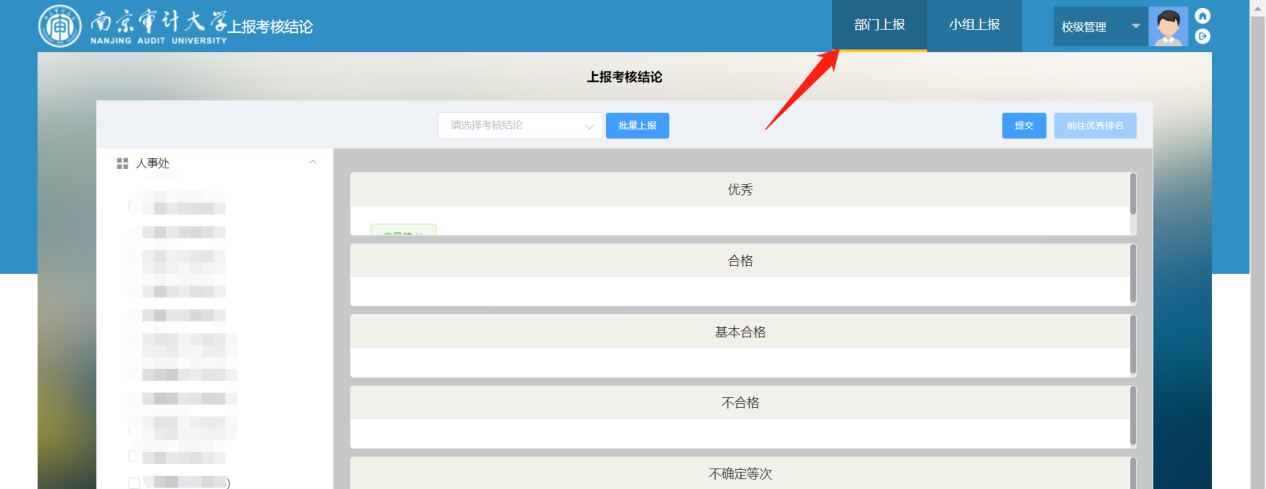 南京审计大学上报考核结论
NANJING AUDIT UNIVERSITY
部门上报
小组上报
校级管理
上报考核结论
请选择考核结论
批量上报
提交
前往优秀排名
人事处
优秀
合格
基本合格
不合格
不确定等次
)